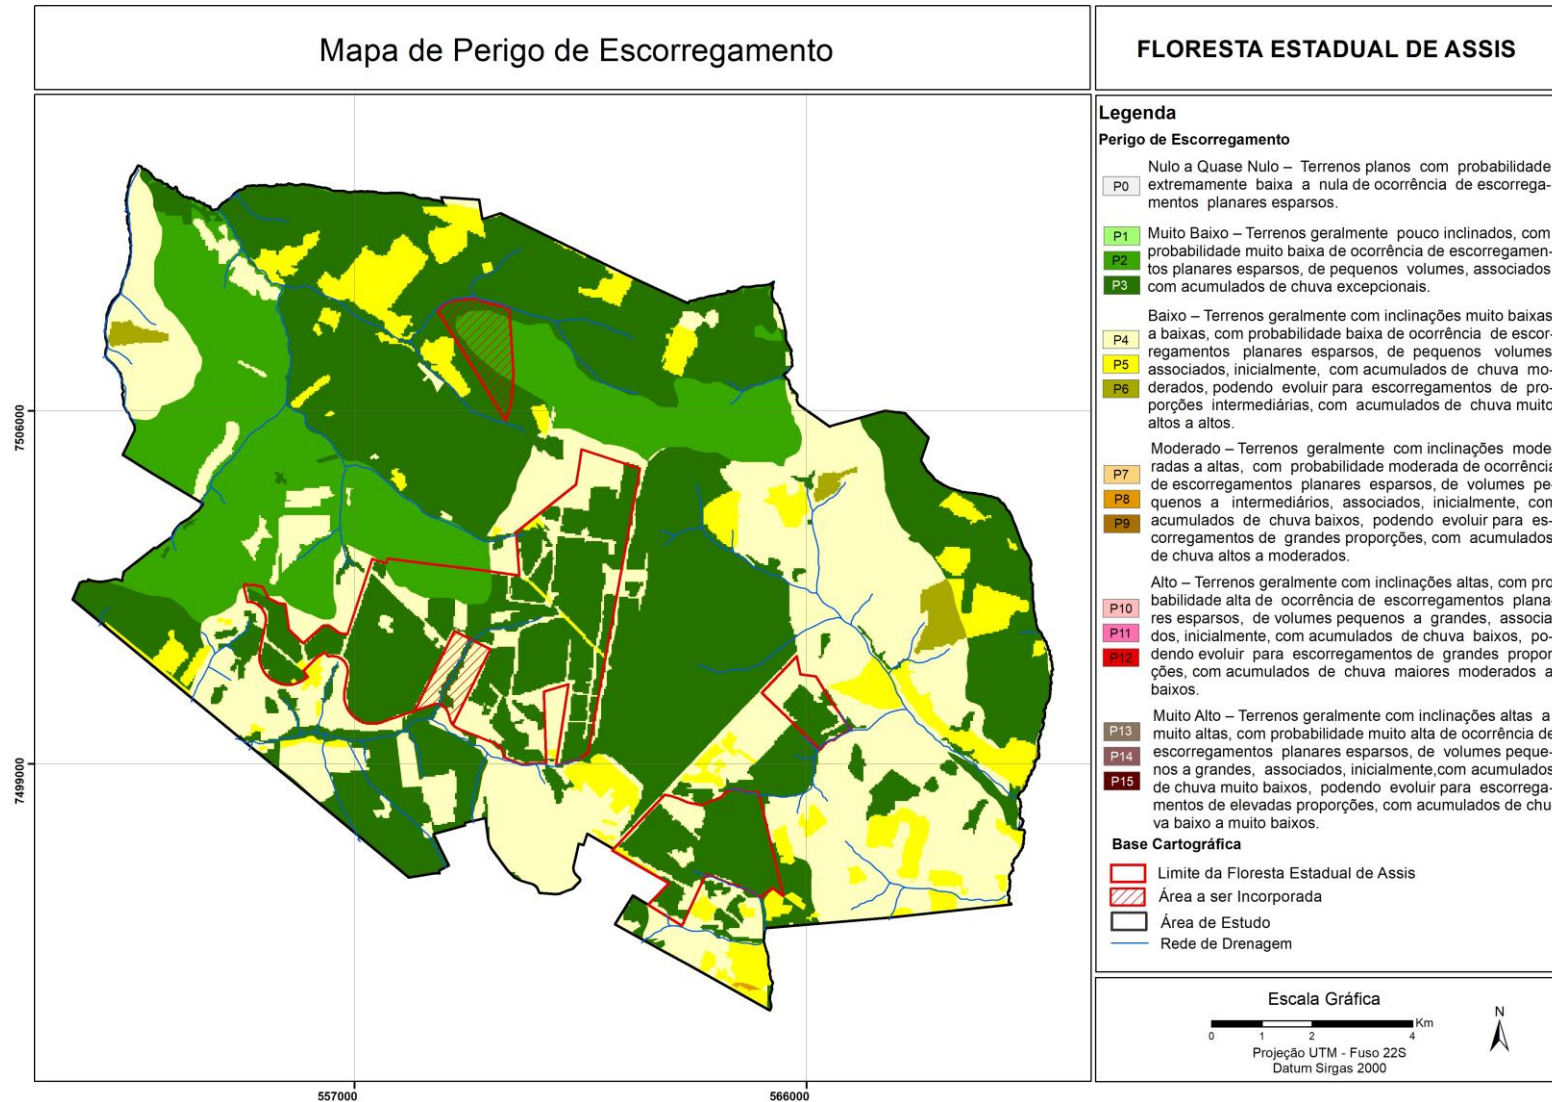 Mapa de Perigo de Escorregamento
FLORESTA ESTADUAL DE ASSIS
Legenda
Perigo de Escorregamento
P0
Nulo a Quase Nulo – Terrenos planos com probabilidade
extremamente baixa a nula de ocorrência de escorrega-
mentos planares esparsos.
P1
P2
P3
Muito Baixo – Terrenos geralmente pouco inclinados, com
probabilidade muito baixa de ocorrência de escorregamen-
tos planares esparsos, de pequenos volumes, associados
com acumulados de chuva excepcionais.
P4
P5
P6
Baixo – Terrenos geralmente com inclinações muito baixas
a baixas, com probabilidade baixa de ocorrência de escor-
regamentos planares esparsos, de pequenos volumes
associados, inicialmente, com acumulados de chuva mo-
derados, podendo evoluir para escorregamentos de pro-
porções intermediárias, com acumulados de chuva muito
altos a altos.
P7
P8
P9
Moderado – Terrenos geralmente com inclinações mode-
radas a altas, com probabilidade moderada de ocorrência
de escorregamentos planares esparsos, de volumes pe-
quenos a intermediários, associados, inicialmente, com
acumulados de chuva baixos, podendo evoluir para es-
corregamentos de grandes proporções, com acumulados
de chuva altos a moderados.
P10
P11
P12
Alto – Terrenos geralmente com inclinações altas, com pro
babilidade alta de ocorrência de escorregamentos plana-
res esparsos, de volumes pequenos a grandes, associa-
dos, inicialmente, com acumulados de chuva baixos, po-
dendo evoluir para escorregamentos de grandes propor-
ções, com acumulados de chuva maiores moderados a
baixos.
P13
P14
P15
Muito Alto – Terrenos geralmente com inclinações altas a
muito altas, com probabilidade muito alta de ocorrência de
escorregamentos planares esparsos, de volumes peque-
nos a grandes, associados, inicialmente,com acumulados
de chuva muito baixos, podendo evoluir para escorrega-
mentos de elevadas proporções, com acumulados de chu
va baixo a muito baixos.
Base Cartográfica
Limite da Floresta Estadual de Assis
Área a ser Incorporada
Área de Estudo
Rede de Drenagem
Escala Gráfica
Km
0 1 2 4
N
Projeção UTM - Fuso 22S
Datum Sirgas 2000
7506000
7499000
557000
566000